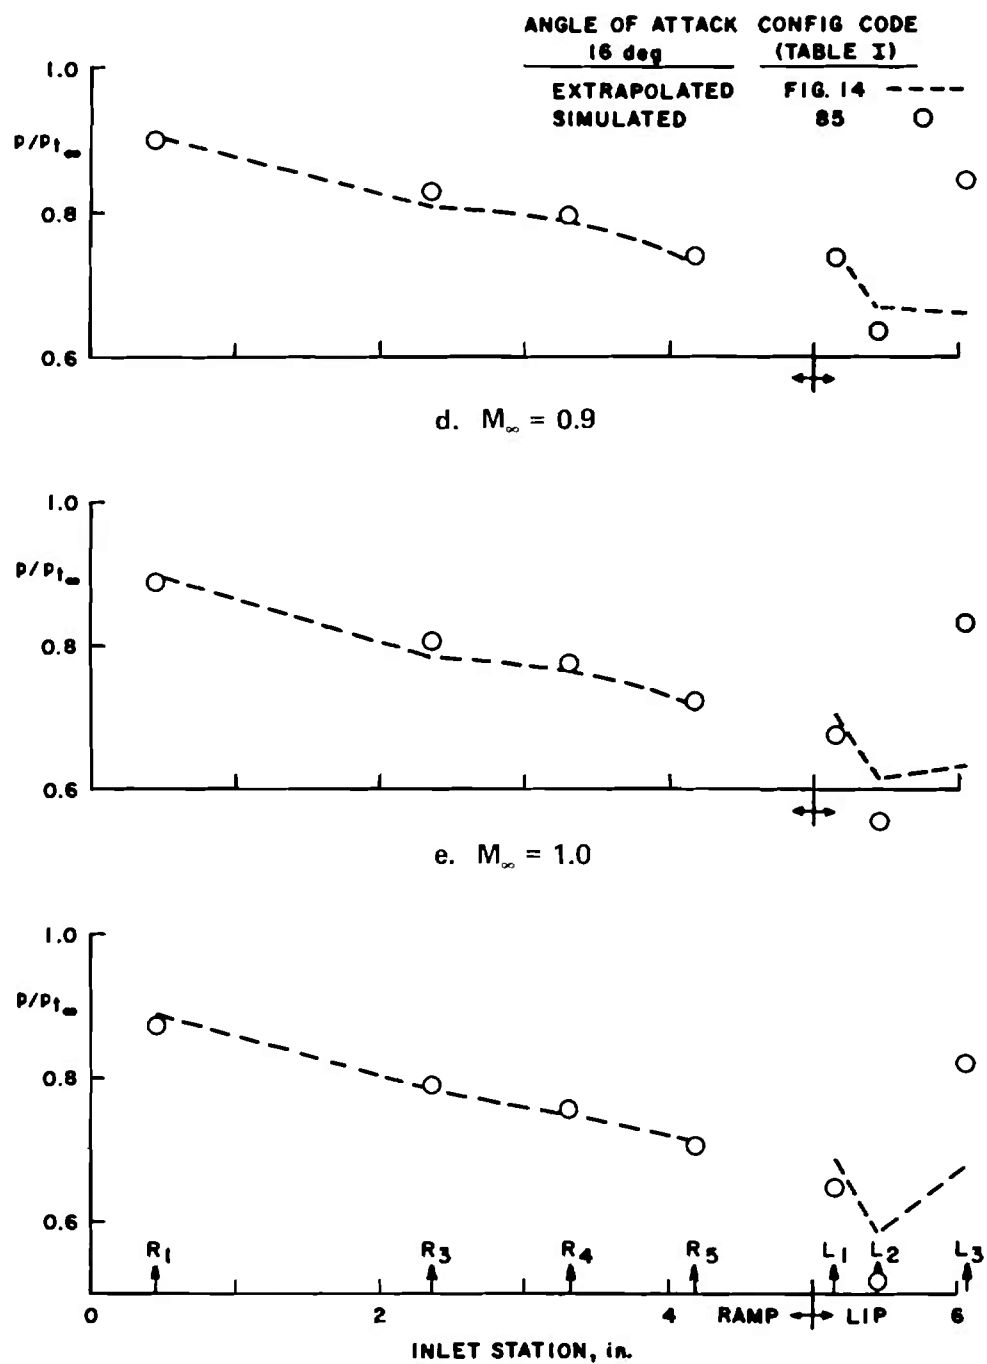 ANGLE OF ATTACK CONFIG CODE
16 deg (TABLE I)
EXTRAPOLATED FIG. 14
SIMULATED 85
1.0
p/pt∞
0.8
0.6
d. M∞ = 0.9
1.0
p/pt∞
0.8
0.6
e. M∞ = 1.0
1.0
p/pt∞
0.8
0.6
R1 R3 R4 R5 L1 L2 L3
0 2 4 RAMP LIP 6
INLET STATION, in.